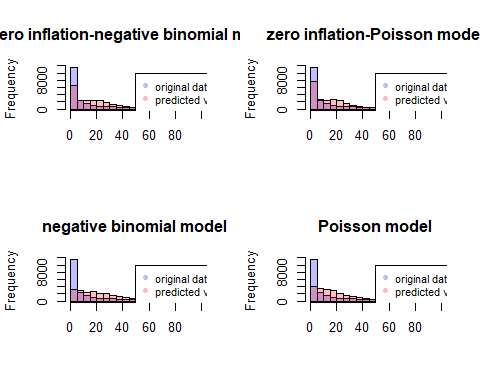 ero inflation-negative binomial n
zero inflation-Poisson mode
Frequency
0 8000
original dat
predicted v
0 20 40 60 80
Frequency
0 8000
original dat
predicted v
0 20 40 60 80
negative binomial model
Poisson model
Frequency
0 8000
original dat
predicted v
0 20 40 60 80
Frequency
0 8000
original dat
predicted v
0 20 40 60 80